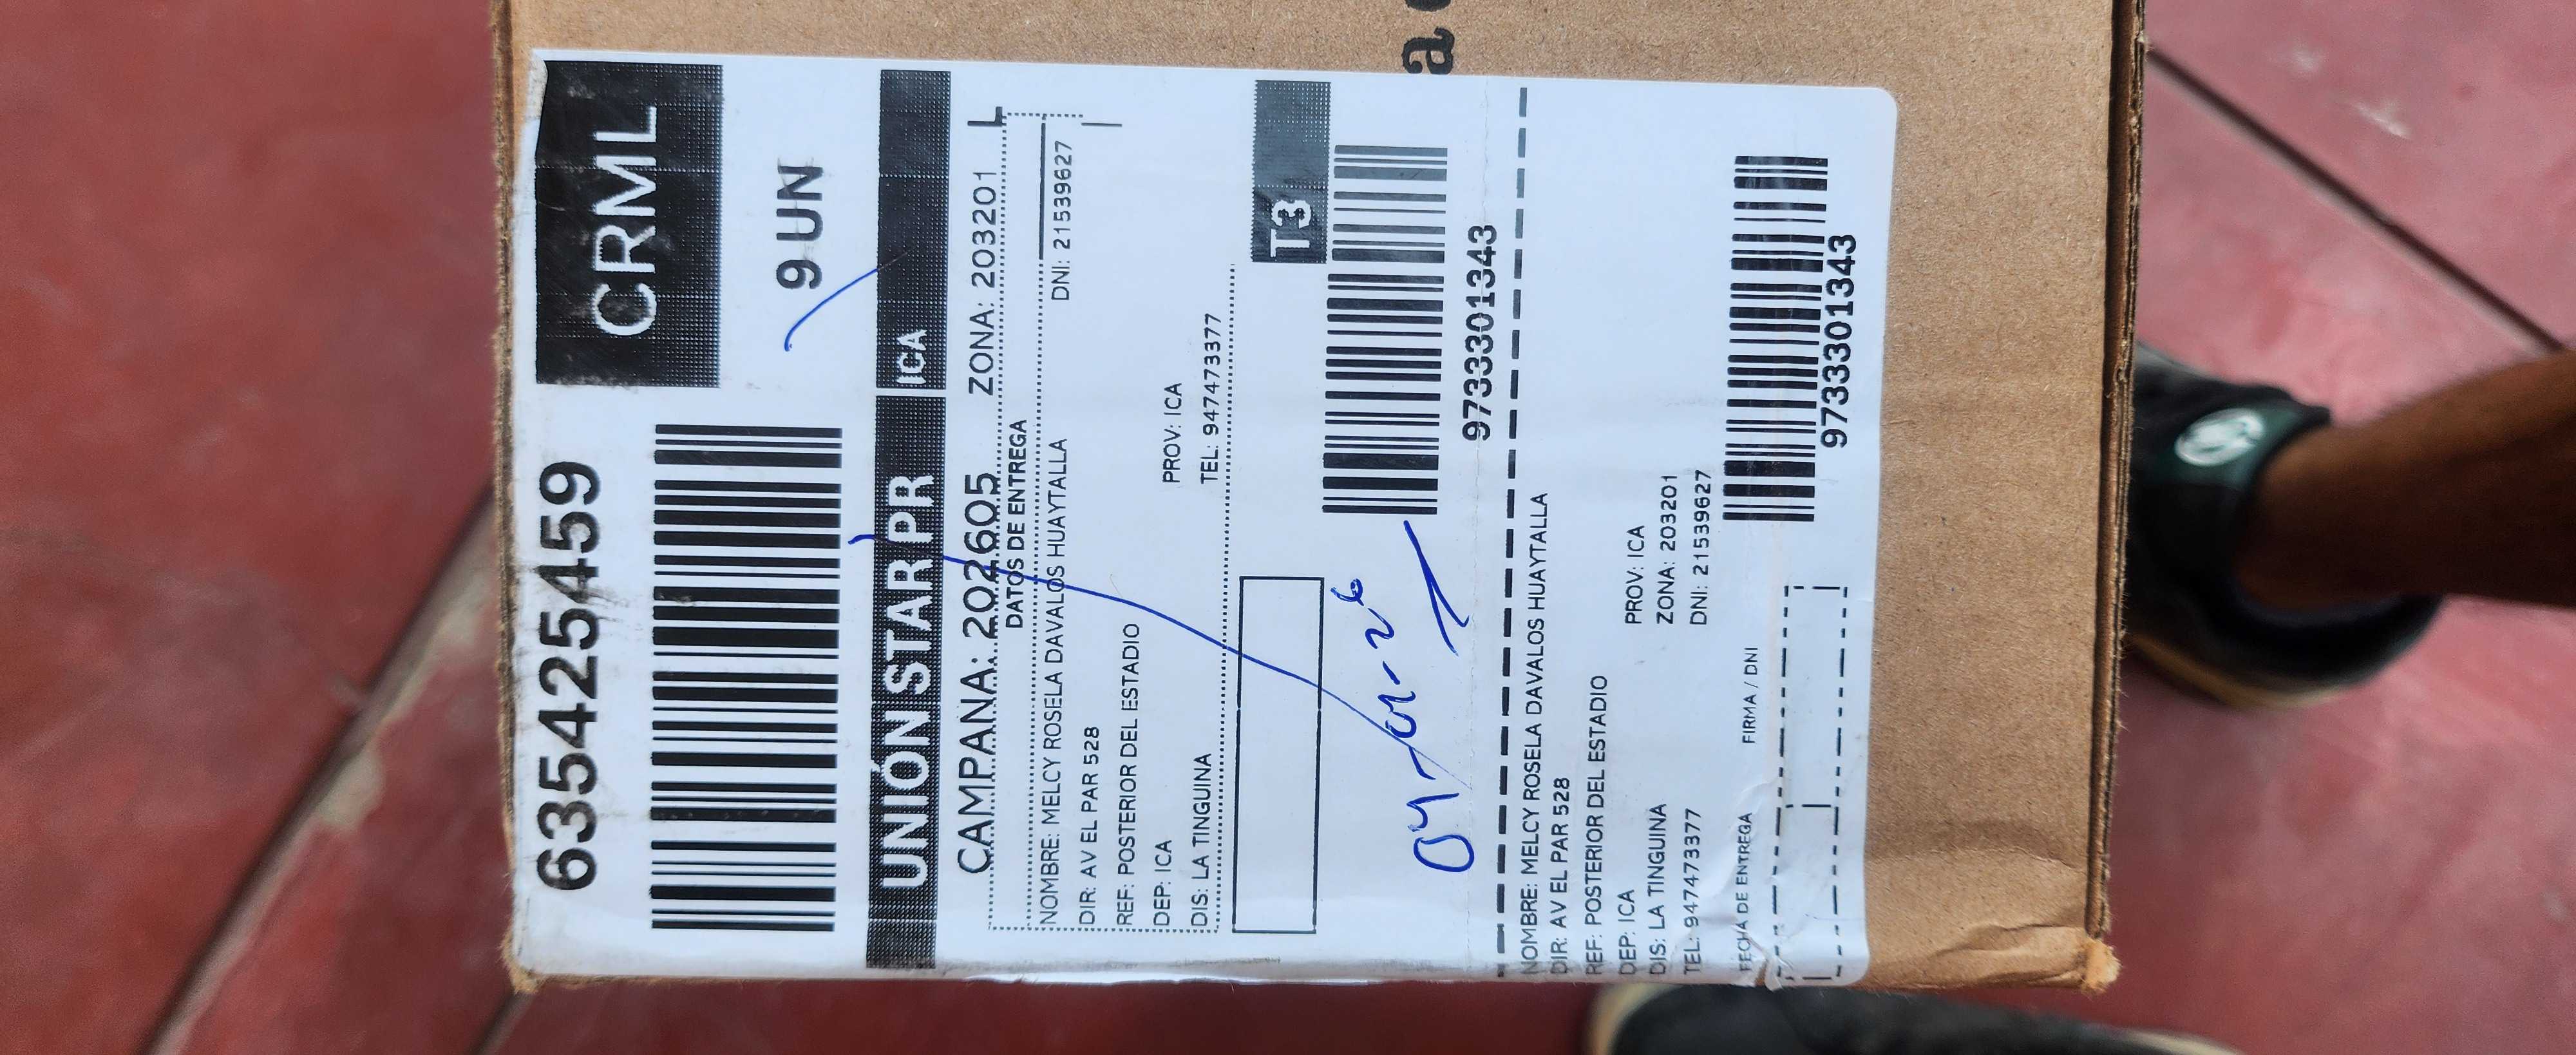 6354425459
CRML
9 UN
UNIÓN STAR PR ICA
CAMPANA: 202605 ZONA: 203201 L
DATOS DE ENTREGA
NOMBRE: MELCY ROSELA DAVALOS HUAYTALLA DNI: 21539627
DIR: AV EL PAR 528
REF: POSTERIOR DEL ESTADIO
DEP: ICA PROV: ICA
DIS: LA TINGUINA TEL: 947473377
T3
9733301343
NOMBRE: MELCY ROSELA DAVALOS HUAYTALLA
DIR: AV EL PAR 528
REF: POSTERIOR DEL ESTADIO
DEP: ICA PROV: ICA
DIS: LA TINGUINA ZONA: 203201
TEL: 947473377 DNI: 21539627
FECHA DE ENTREGA FIRMA / DNI
9733301343